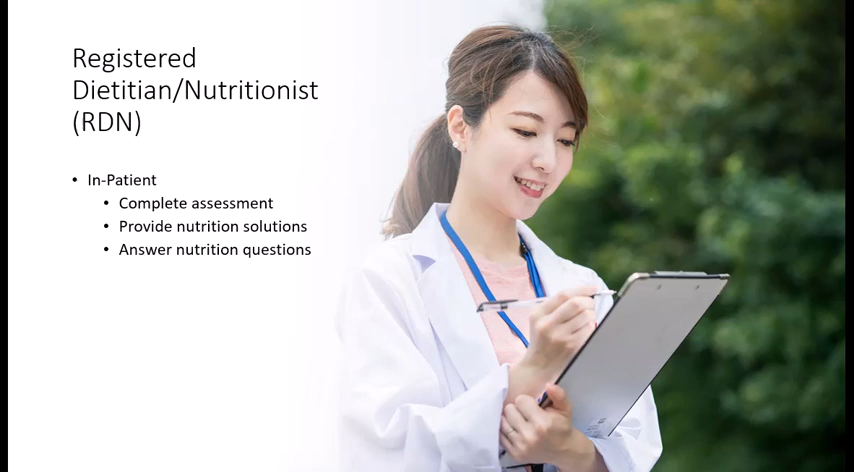 Registered
Dietitian/Nutritionist
(RDN)
• In-Patient
• Complete assessment
• Provide nutrition solutions
• Answer nutrition questions